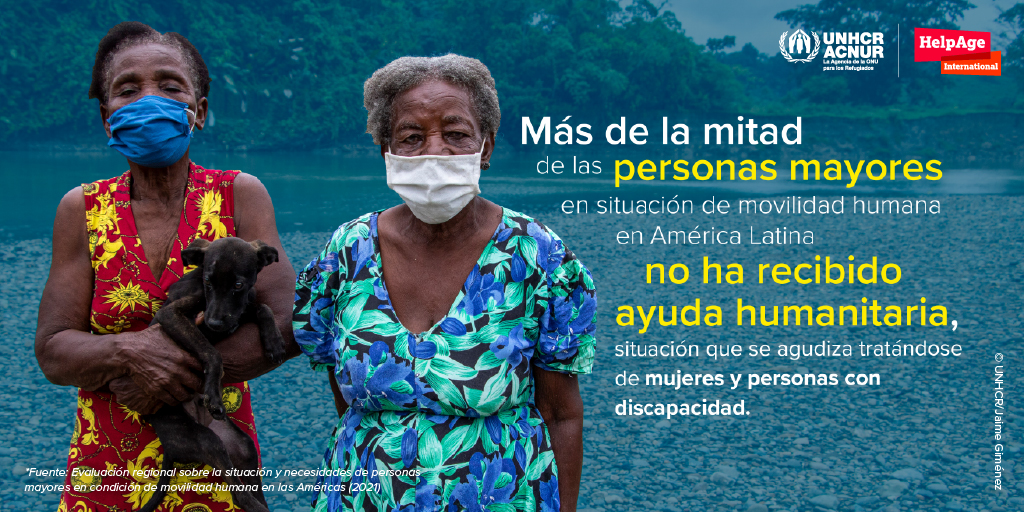 UNHCR
ACNUR
La Agencia de la ONU
para los Refugiados
HelpAge
International
Más de la mitad
de las personas mayores
en situación de movilidad humana
en América Latina
no ha recibido
ayuda humanitaria,
situación que se agudiza tratándose
de mujeres y personas con
discapacidad.
© UNHCR/Jaime Giménez
*Fuente: Evaluación regional sobre la situación y necesidades de personas
mayores en condición de movilidad humana en las Américas (2021)